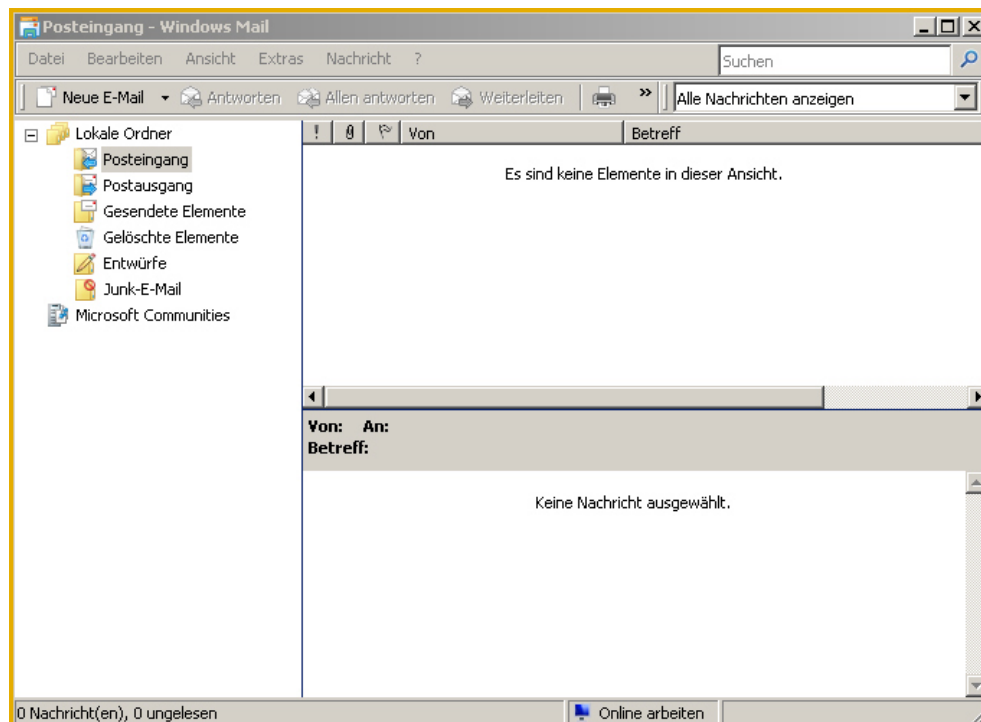 Posteingang - Windows Mail
Datei Bearbeiten Ansicht Extras Nachricht ? Suchen
Neue E-Mail Antworten Allen antworten Weiterleiten » Alle Nachrichten anzeigen
Lokale Ordner
Posteingang
Postausgang
Gesendete Elemente
Gelöschte Elemente
Entwürfe
Junk-E-Mail
Microsoft Communities
! Von Betreff
Es sind keine Elemente in dieser Ansicht.
Von: An:
Betreff:
Keine Nachricht ausgewählt.
0 Nachricht(en), 0 ungelesen Online arbeiten